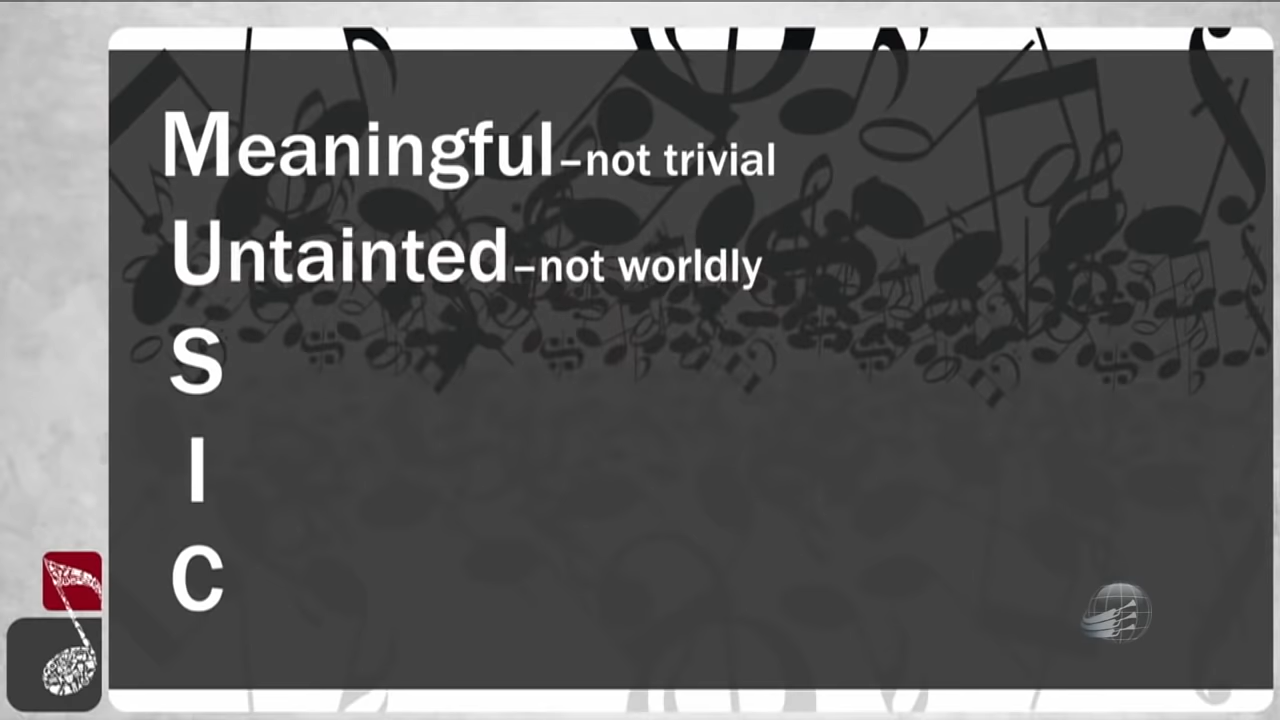 Meaningful–not trivial
Untainted–not worldly
S
I
C